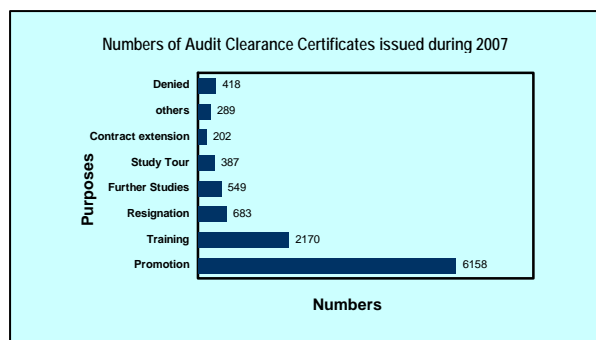 Numbers of Audit Clearance Certificates issued during 2007
Purposes
Denied 418
others 289
Contract extension 202
Study Tour 387
Further Studies 549
Resignation 683
Training 2170
Promotion 6158
Numbers